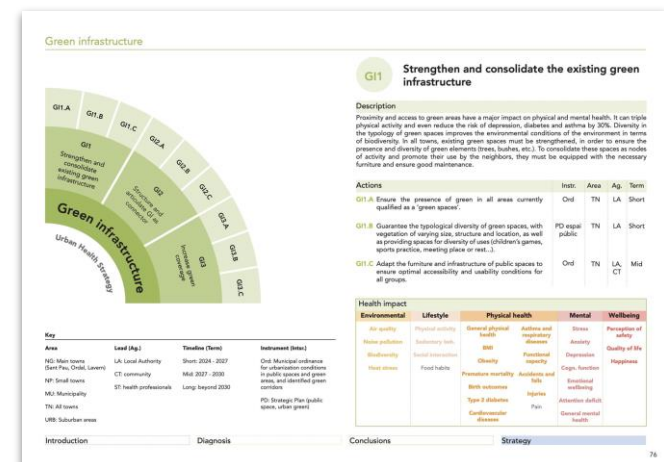 Green infrastructure
GI1.A
GI1.B
GI1.C
GI2.A
GI2.B
GI2.C
GI3.A
GI3.B
GI3.C
GI1
Strengthen and
consolidate
existing green
infrastructure
GI2
Structure and
articulate GI as
connector
GI3
Increase green
coverage
Green infrastructure
Urban Health Strategy
Key
Area
NG: Main towns
(Sant Pau, Ordal, Lavern)
NP: Small towns
MU: Municipality
TN: All towns
URB: Suburban areas
Lead (Ag.)
LA: Local Authority
CT: community
ST: health professionals
Timeline (Term)
Short: 2024 - 2027
Mid: 2027 - 2030
Long: beyond 2030
Instrument (Intsr.)
Ord: Municipal ordinance
for urbanization conditions
in public spaces and green
areas, and identified green
corridors
PD: Strategic Plan (public
space, urban green)
GI1
Strengthen and consolidate the existing green
infrastructure
Description
Proximity and access to green areas have a major impact on physical and mental health. It can triple
physical activity and even reduce the risk of depression, diabetes and asthma by 30%. Diversity in
the typology of green spaces improves the environmental conditions of the environment in terms
of biodiversity. In all towns, existing green spaces must be strengthened, in order to ensure the
presence and diversity of green elements (trees, bushes, etc.). To consolidate these spaces as nodes
of activity and promote their use by the neighbors, they must be equipped with the necessary
furniture and ensure good maintenance.
Actions Instr. Area Ag. Term
GI1.A Ensure the presence of green in all areas currently Ord TN LA Short
qualified as a 'green spaces'.
GI1.B Guarantee the typological diversity of green spaces, with PD espai TN LA Short
vegetation of varying size, structure and location, as well públic
as providing spaces for diversity of uses (children's games,
sports practice, meeting place or rest...).
GI1.C Adapt the furniture and infrastructure of public spaces to Ord TN LA, Mid
ensure optimal accessibility and usability conditions for CT
all groups.
Health impact
Environmental Lifestyle Physical health Mental Wellbeing
Air quality
Noise pollution
Biodiversity
Heat stress
Physical activity
Sedentary beh.
Social interaction
Food habits
General physical
health
BMI
Obesity
Premature mortality
Birth outcomes
Type 2 diabetes
Cardiovascular
diseases
Asthma and
respiratory
diseases
Functional
capacity
Accidents and
falls
Injuries
Pain
Stress
Anxiety
Depression
Cogn. function
Emotional
wellbeing
Attention deficit
General mental
health
Perception of
safety
Quality of life
Happiness
Introduction Diagnosis Conclusions Strategy
76